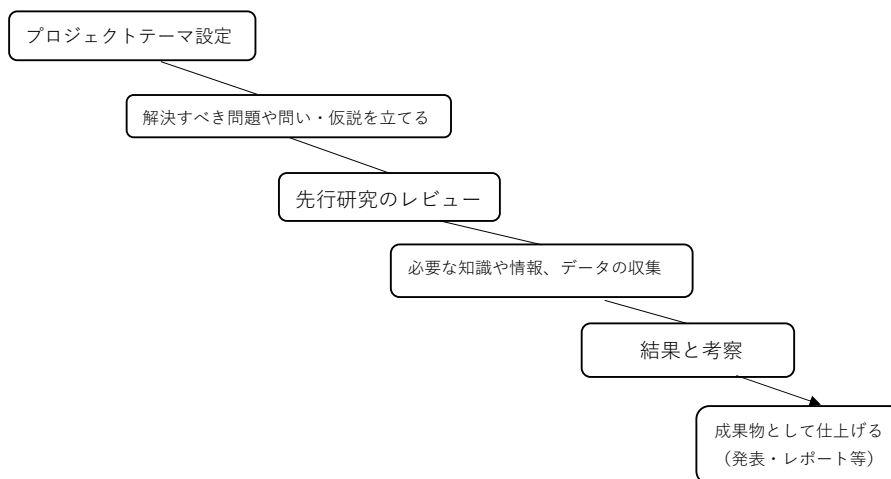 プロジェクトテーマ設定
解決すべき問題や問い・仮説を立てる
先行研究のレビュー
必要な知識や情報、データの収集
結果と考察
成果物として仕上げる
（発表・レポート等）